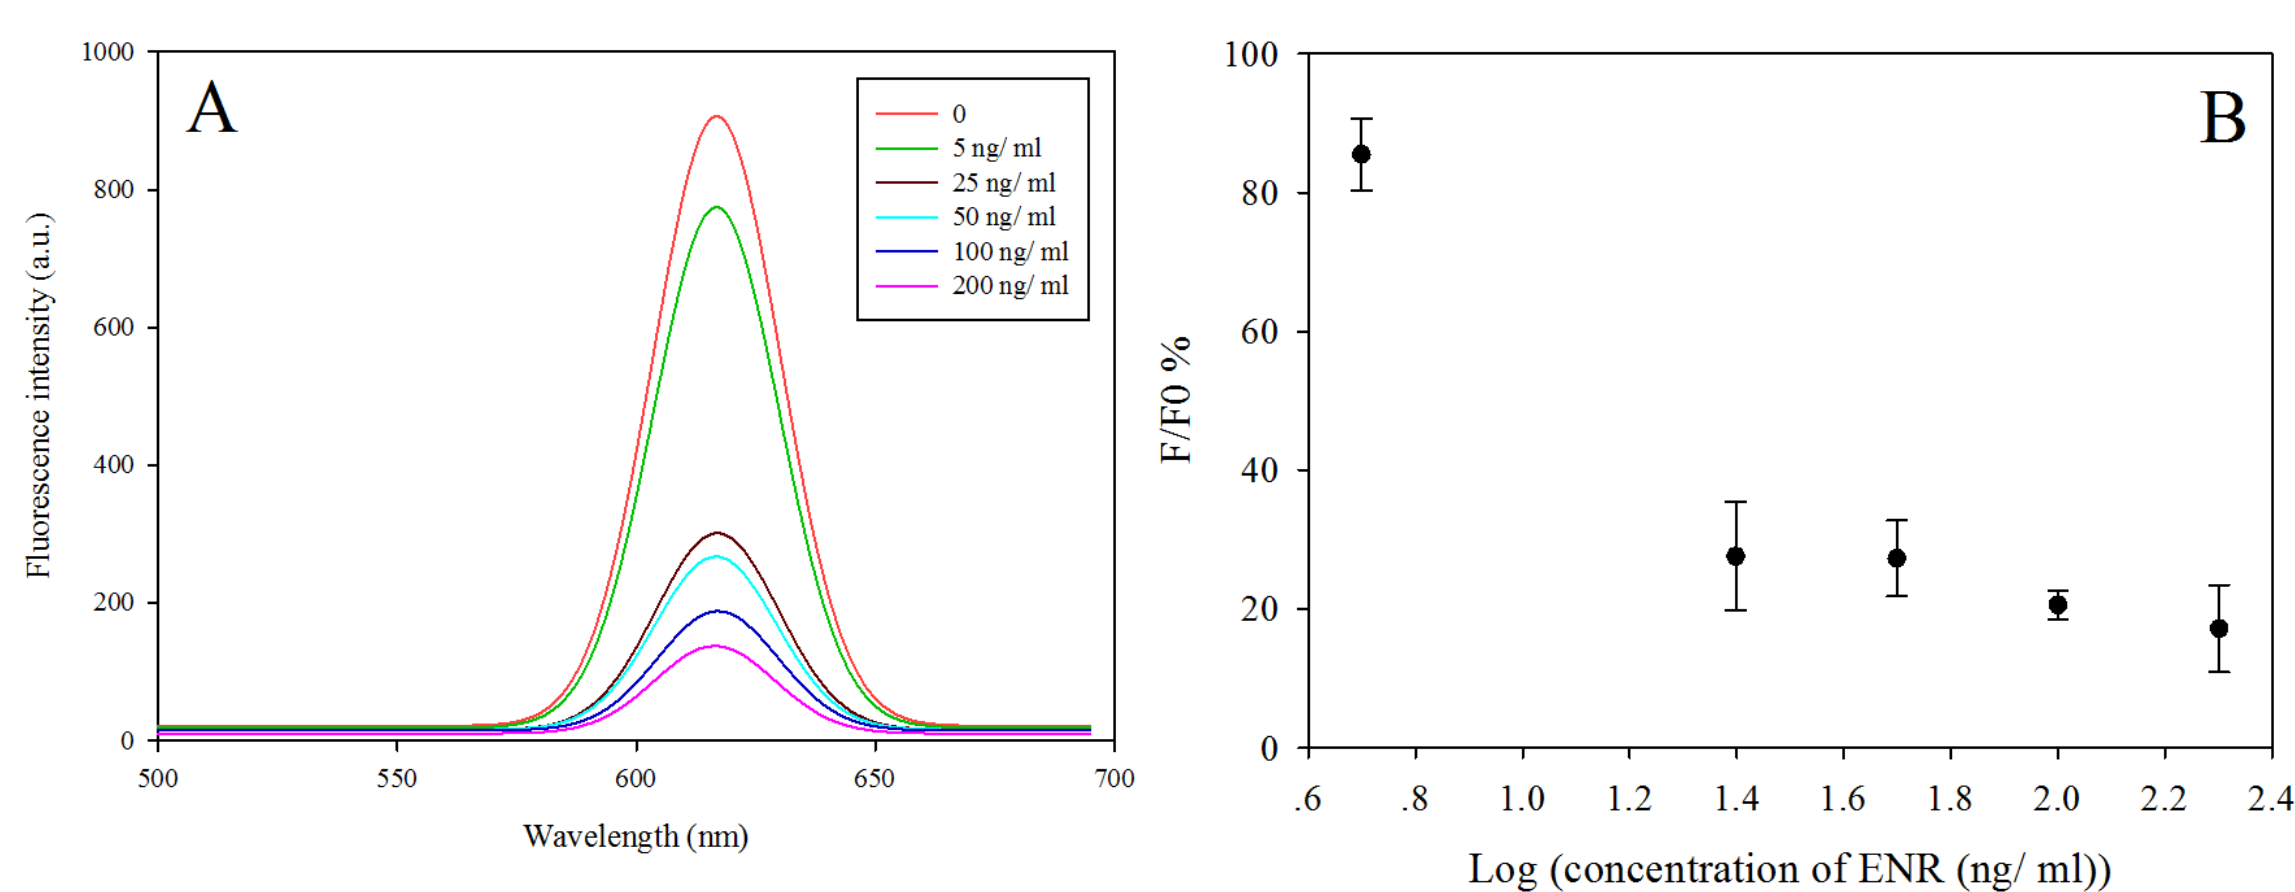 A
1000
800
600
400
200
0
500
550
600
650
700
Fluorescence intensity (a.u.)
Wavelength (nm)
0
5 ng/ ml
25 ng/ ml
50 ng/ ml
100 ng/ ml
200 ng/ ml
B
100
80
60
40
20
0
.6
.8
1.0
1.2
1.4
1.6
1.8
2.0
2.2
2.4
F/F0 %
Log (concentration of ENR (ng/ ml))